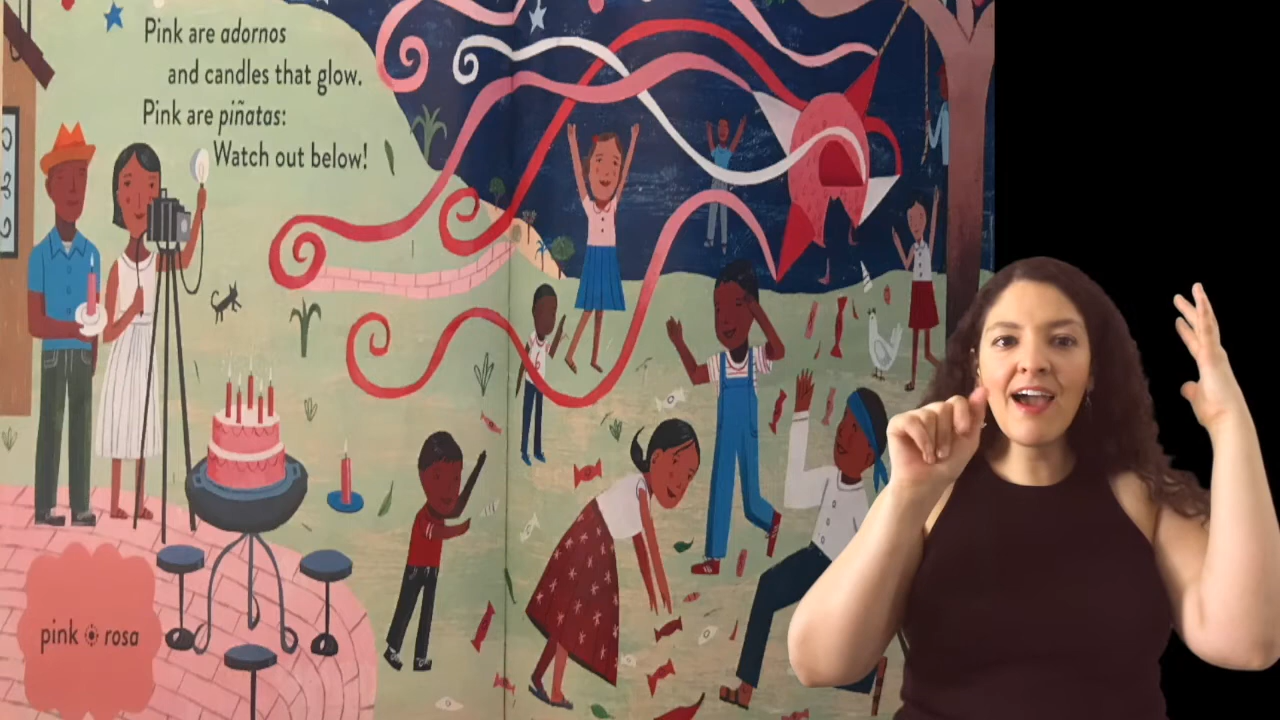 Pink are adornos
and candles that glow.
Pink are piñatas:
Watch out below!
pink rosa